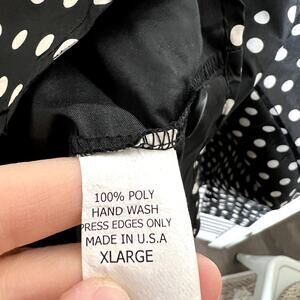 100% POLY
HAND WASH
PRESS EDGES ONLY
MADE IN U.S.A
XLARGE